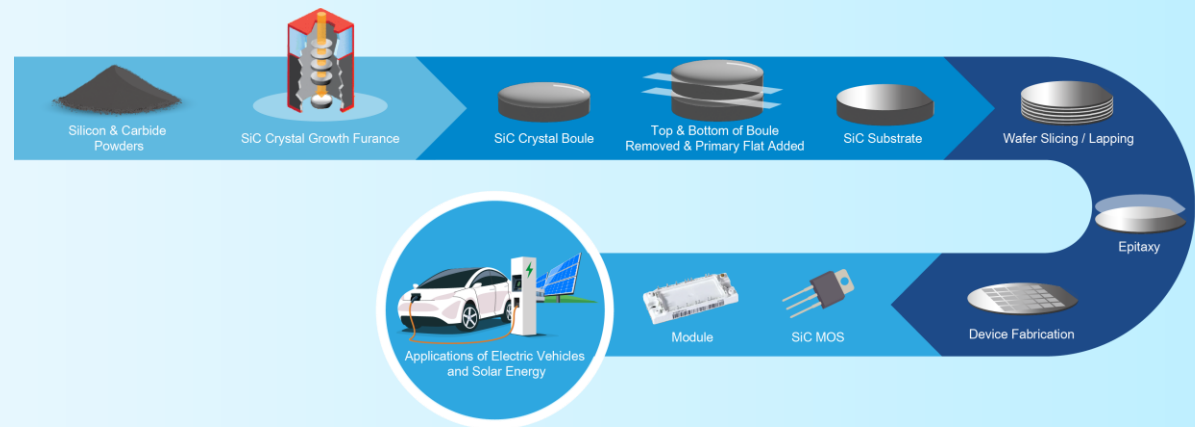 Silicon & Carbide
Powders
SiC Crystal Growth Furance
SiC Crystal Boule
Top & Bottom of Boule
Removed & Primary Flat Added
SiC Substrate
Wafer Slicing / Lapping
Epitaxy
Device Fabrication
SiC MOS
Module
Applications of Electric Vehicles
and Solar Energy